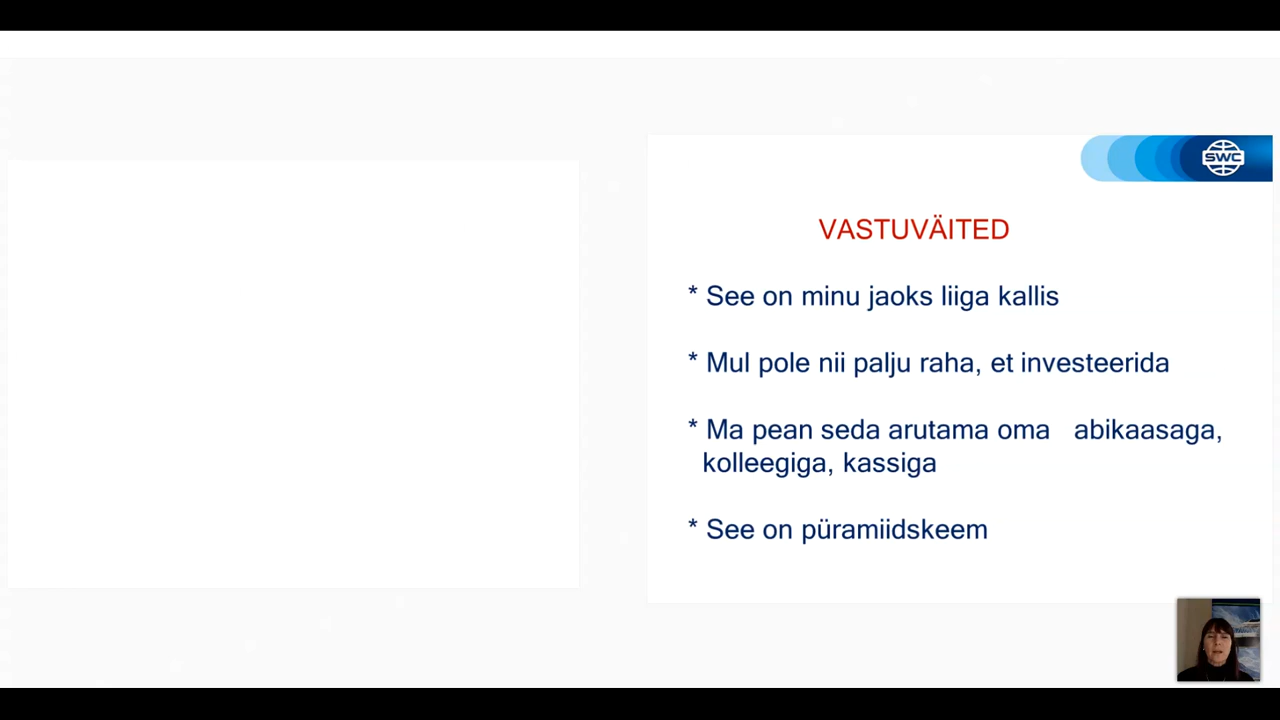 SWC
VASTUVÄITED
* See on minu jaoks liiga kallis
* Mul pole nii palju raha, et investeerida
* Ma pean seda arutama oma abikaasaga,
kolleegiga, kassiga
* See on püramiidskeem